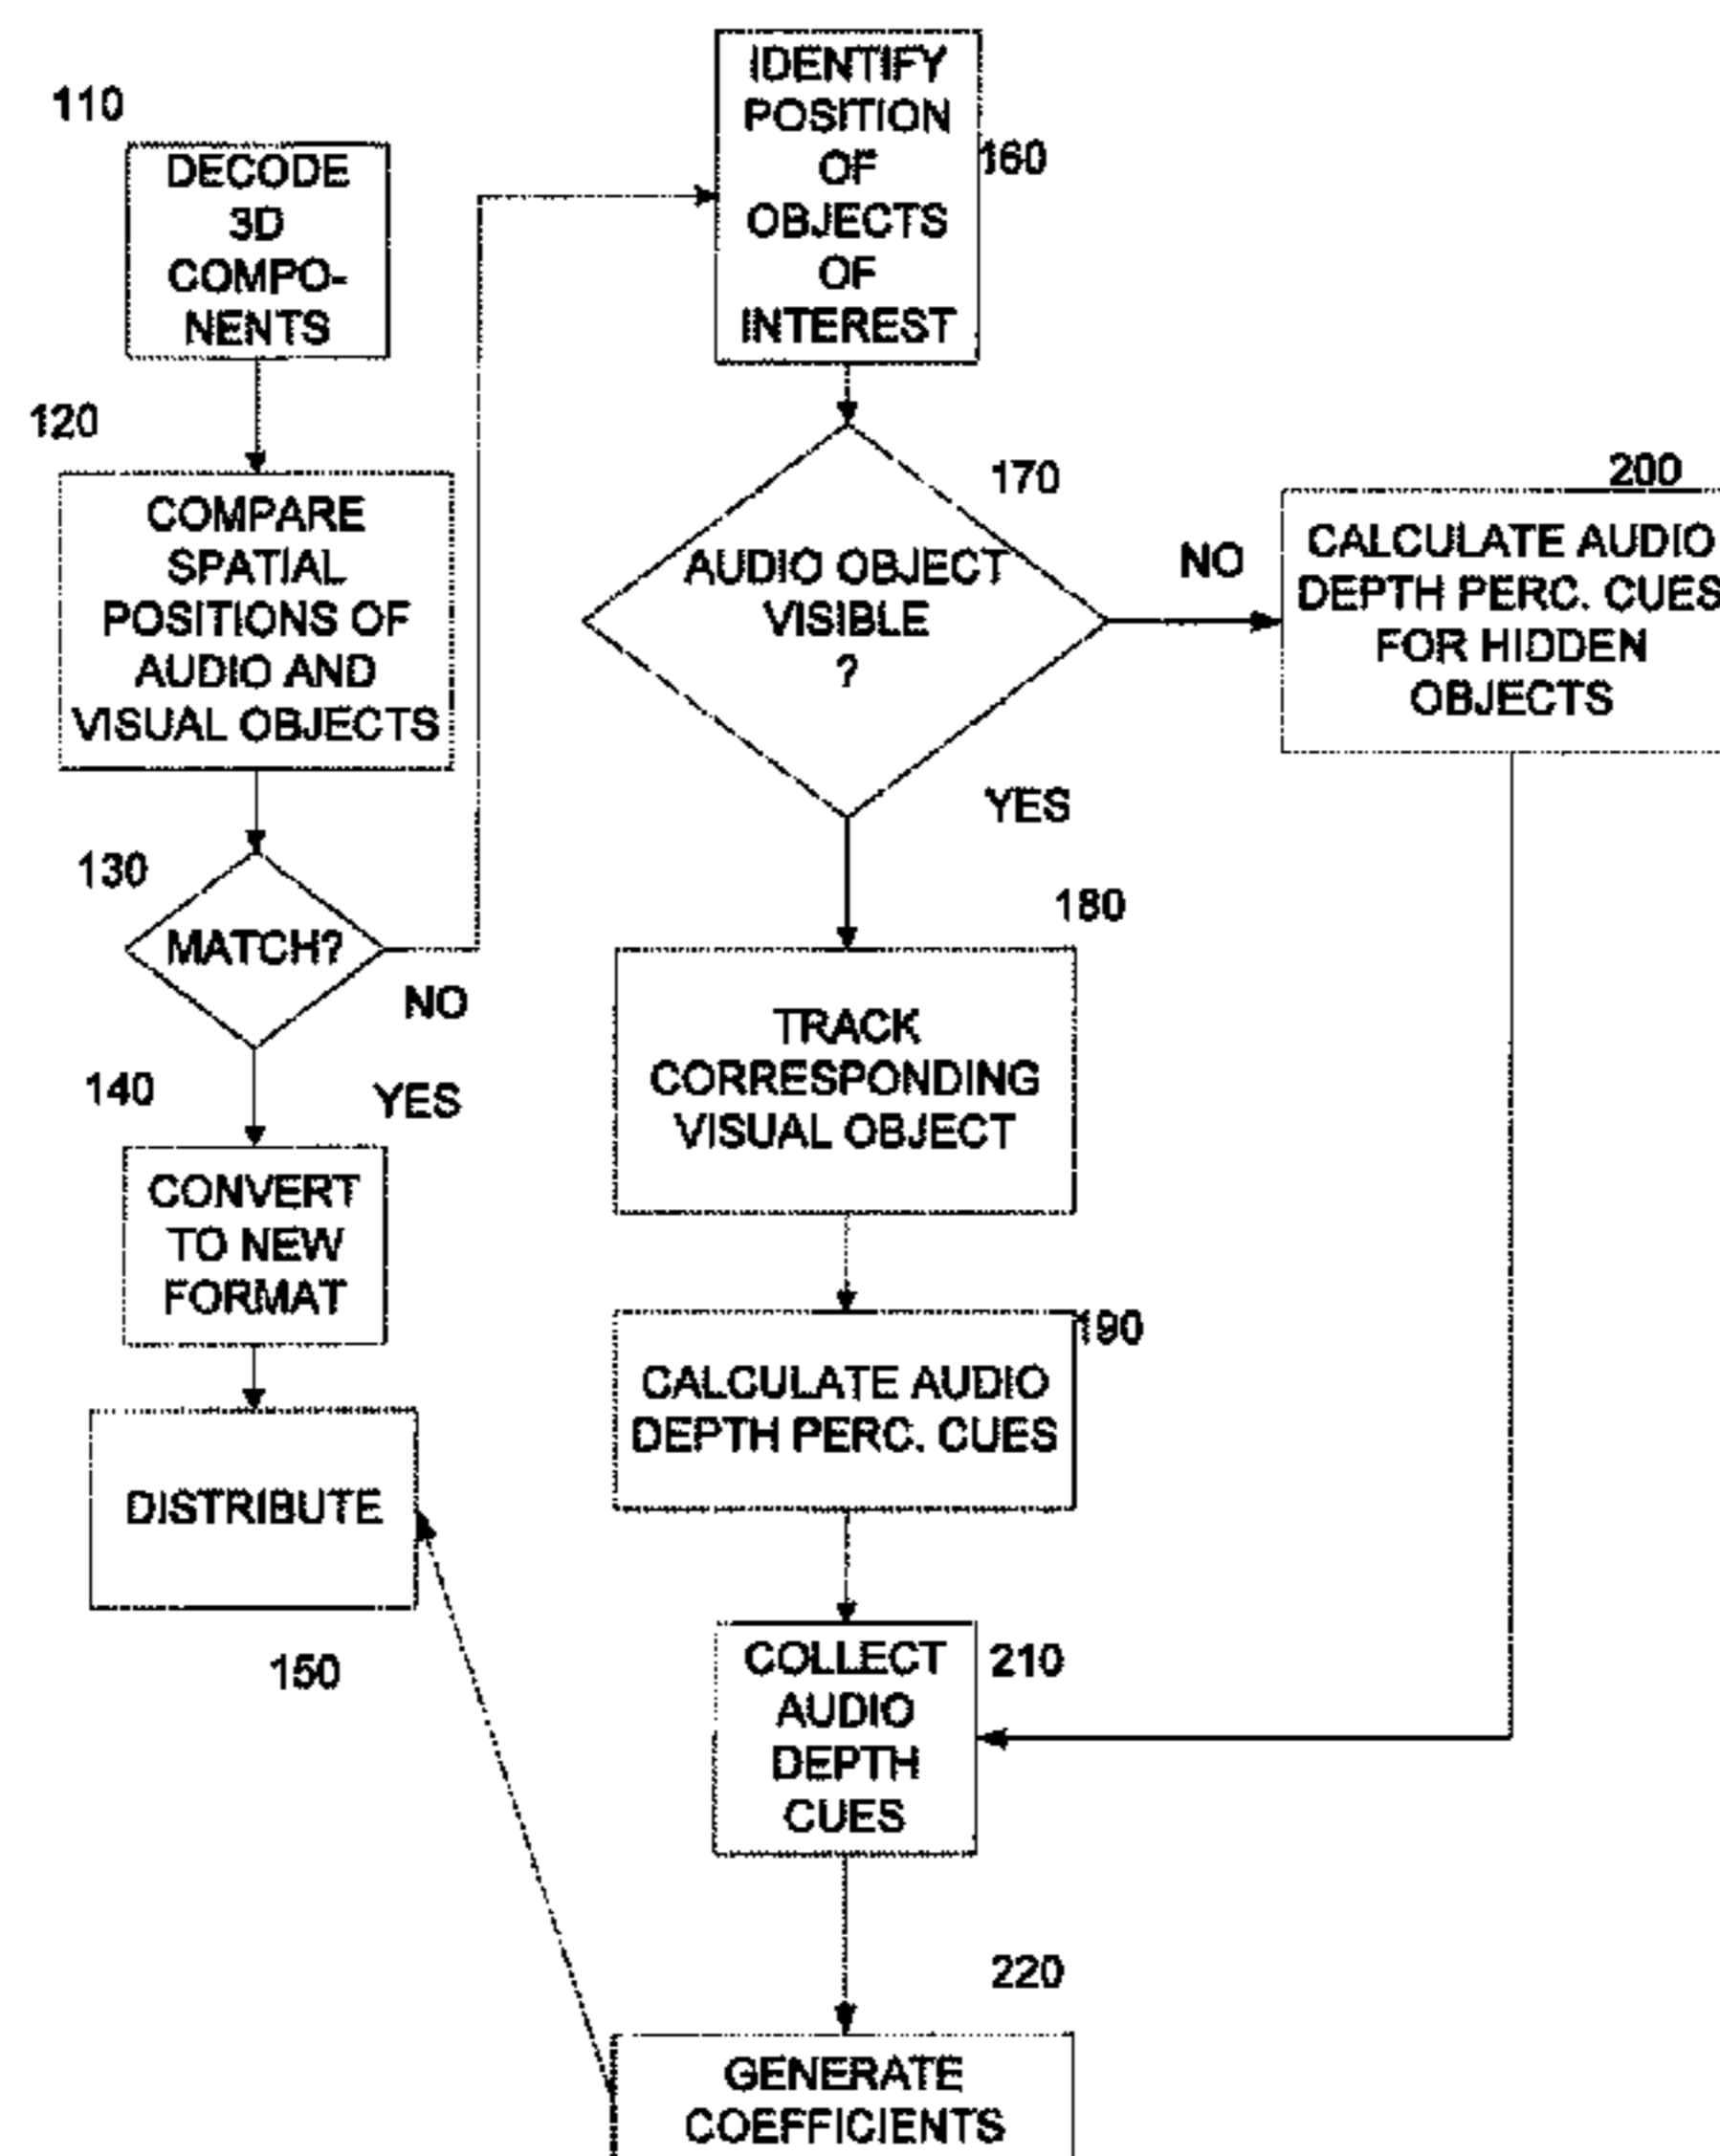 110
DECODE
3D
COMPO-
NENTS
120
COMPARE
SPATIAL
POSITIONS OF
AUDIO AND
VISUAL OBJECTS
130
MATCH?
NO
140
YES
CONVERT
TO NEW
FORMAT
DISTRIBUTE
150
IDENTIFY
POSITION
OF
OBJECTS
OF
INTEREST
160
170
AUDIO OBJECT
VISIBLE
?
NO
YES
200
CALCULATE AUDIO
DEPTH PERC. CUES
FOR HIDDEN
OBJECTS
180
TRACK
CORRESPONDING
VISUAL OBJECT
190
CALCULATE AUDIO
DEPTH PERC. CUES
COLLECT
AUDIO
DEPTH
CUES
210
220
GENERATE
COEFFICIENTS